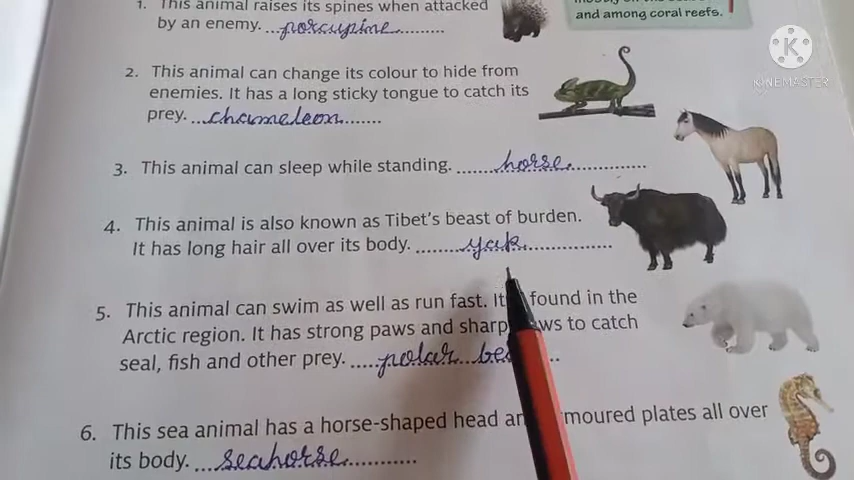 1. This animal raises its spines when attacked
by an enemy. ...porcupine...........
and among coral reefs.
KINEMASTER
2. This animal can change its colour to hide from
enemies. It has a long sticky tongue to catch its
prey. ...chameleon.......
3. This animal can sleep while standing. .......horse..............
4. This animal is also known as Tibet's beast of burden.
It has long hair all over its body. .........yak...............
5. This animal can swim as well as run fast. It found in the
Arctic region. It has strong paws and sharp to catch
seal, fish and other prey. .....polar...
6. This sea animal has a horse-shaped head plates all over
its body. ...seahorse............